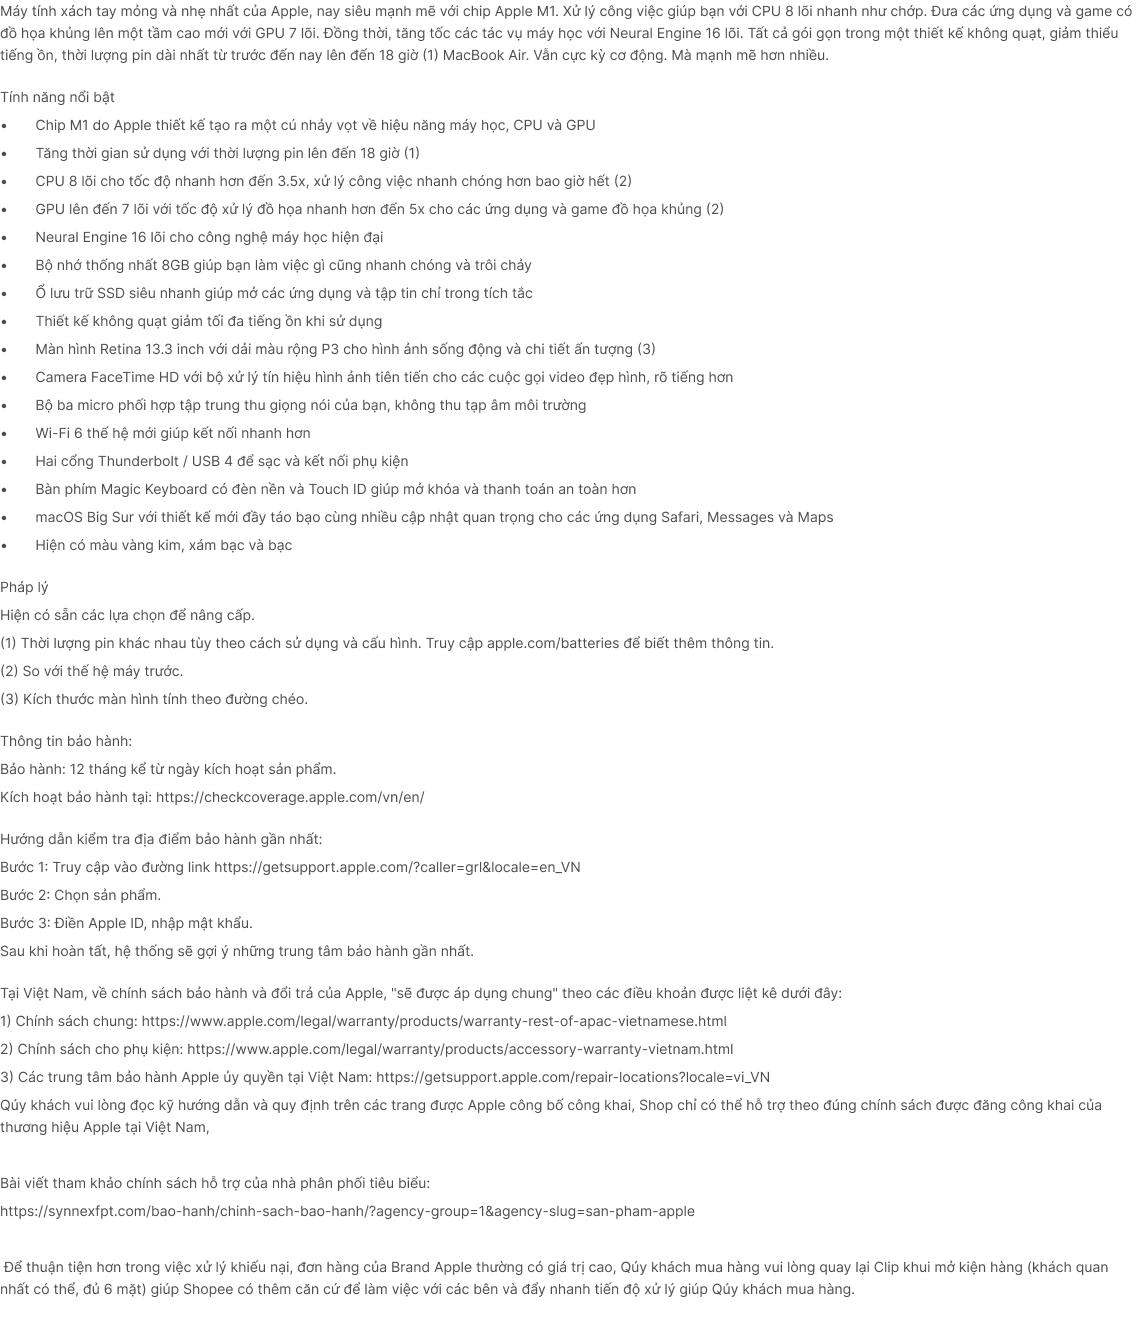 Máy tính xách tay mỏng và nhẹ nhất của Apple, nay siêu mạnh mẽ với chip Apple M1. Xử lý công việc giúp bạn với CPU 8 lõi nhanh như chớp. Đưa các ứng dụng và game có
đồ họa khủng lên một tầm cao mới với GPU 7 lõi. Đồng thời, tăng tốc các tác vụ máy học với Neural Engine 16 lõi. Tất cả gói gọn trong một thiết kế không quạt, giảm thiểu
tiếng ồn, thời lượng pin dài nhất từ trước đến nay lên đến 18 giờ (1) MacBook Air. Vẫn cực kỳ cơ động. Mà mạnh mẽ hơn nhiều.
Tính năng nổi bật
• Chip M1 do Apple thiết kế tạo ra một cú nhảy vọt về hiệu năng máy học, CPU và GPU
• Tăng thời gian sử dụng với thời lượng pin lên đến 18 giờ (1)
• CPU 8 lõi cho tốc độ nhanh hơn đến 3.5x, xử lý công việc nhanh chóng hơn bao giờ hết (2)
• GPU lên đến 7 lõi với tốc độ xử lý đồ họa nhanh hơn đến 5x cho các ứng dụng và game đồ họa khủng (2)
• Neural Engine 16 lõi cho công nghệ máy học hiện đại
• Bộ nhớ thống nhất 8GB giúp bạn làm việc gì cũng nhanh chóng và trôi chảy
• Ổ lưu trữ SSD siêu nhanh giúp mở các ứng dụng và tập tin chỉ trong tích tắc
• Thiết kế không quạt giảm tối đa tiếng ồn khi sử dụng
• Màn hình Retina 13.3 inch với dải màu rộng P3 cho hình ảnh sống động và chi tiết ấn tượng (3)
• Camera FaceTime HD với bộ xử lý tín hiệu hình ảnh tiên tiến cho các cuộc gọi video đẹp hình, rõ tiếng hơn
• Bộ ba micro phối hợp tập trung thu giọng nói của bạn, không thu tạp âm môi trường
• Wi-Fi 6 thế hệ mới giúp kết nối nhanh hơn
• Hai cổng Thunderbolt / USB 4 để sạc và kết nối phụ kiện
• Bàn phím Magic Keyboard có đèn nền và Touch ID giúp mở khóa và thanh toán an toàn hơn
• macOS Big Sur với thiết kế mới đầy táo bạo cùng nhiều cập nhật quan trọng cho các ứng dụng Safari, Messages và Maps
• Hiện có màu vàng kim, xám bạc và bạc
Pháp lý
Hiện có sẵn các lựa chọn để nâng cấp.
(1) Thời lượng pin khác nhau tùy theo cách sử dụng và cấu hình. Truy cập apple.com/batteries để biết thêm thông tin.
(2) So với thế hệ máy trước.
(3) Kích thước màn hình tính theo đường chéo.
Thông tin bảo hành:
Bảo hành: 12 tháng kể từ ngày kích hoạt sản phẩm.
Kích hoạt bảo hành tại: https://checkcoverage.apple.com/vn/en/
Hướng dẫn kiểm tra địa điểm bảo hành gần nhất:
Bước 1: Truy cập vào đường link https://getsupport.apple.com/?caller=grl&locale=en_VN
Bước 2: Chọn sản phẩm.
Bước 3: Điền Apple ID, nhập mật khẩu.
Sau khi hoàn tất, hệ thống sẽ gợi ý những trung tâm bảo hành gần nhất.
Tại Việt Nam, về chính sách bảo hành và đổi trả của Apple, "sẽ được áp dụng chung" theo các điều khoản được liệt kê dưới đây:
1) Chính sách chung: https://www.apple.com/legal/warranty/products/warranty-rest-of-apac-vietnamese.html
2) Chính sách cho phụ kiện: https://www.apple.com/legal/warranty/products/accessory-warranty-vietnam.html
3) Các trung tâm bảo hành Apple ủy quyền tại Việt Nam: https://getsupport.apple.com/repair-locations?locale=vi_VN
Qúy khách vui lòng đọc kỹ hướng dẫn và quy định trên các trang được Apple công bố công khai, Shop chỉ có thể hỗ trợ theo đúng chính sách được đăng công khai của
thương hiệu Apple tại Việt Nam,
Bài viết tham khảo chính sách hỗ trợ của nhà phân phối tiêu biểu:
https://synnexfpt.com/bao-hanh/chinh-sach-bao-hanh/?agency-group=1&agency-slug=san-pham-apple
Để thuận tiện hơn trong việc xử lý khiếu nại, đơn hàng của Brand Apple thường có giá trị cao, Qúy khách mua hàng vui lòng quay lại Clip khui mở kiện hàng (khách quan
nhất có thể, đủ 6 mặt) giúp Shopee có thêm căn cứ để làm việc với các bên và đẩy nhanh tiến độ xử lý giúp Qúy khách mua hàng.